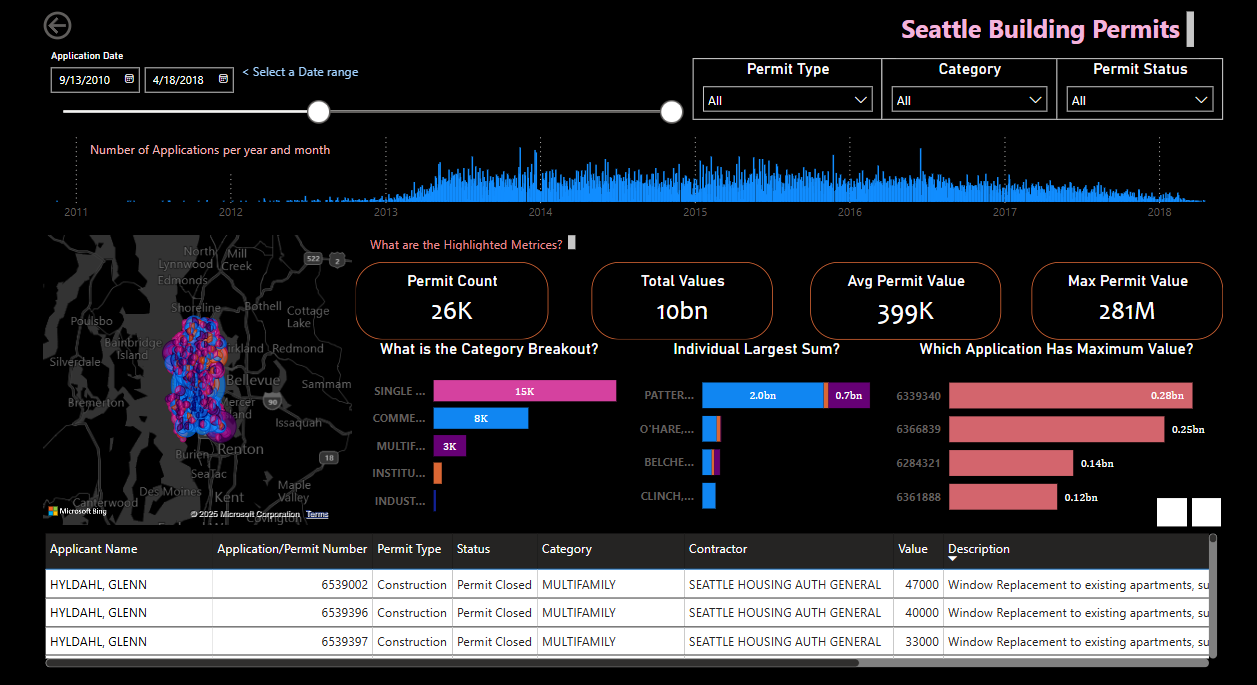 Seattle Building Permits
Application Date
9/13/2010 4/18/2018 < Select a Date range
Permit Type Category Permit Status
All All All
Number of Applications per year and month
2011 2012 2013 2014 2015 2016 2017 2018
North Lynnwood
Mill Creek
522 2
Edmonds
Shoreline
Bothell
Cottage Lake
Poulsbo
Bainbridge Island
irkland
Redmond
Silverdale
Bellevue
Sammam
Bremerton
Mercer
land
90
Issaquah
Burien
Renton
18
SeaTac
Des Moines
Kent
Maple Valley
Canterwood
Covington
Microsoft Bing
© 2025 Microsoft Corporation Terms
What are the Highlighted Metrices?
Permit Count Total Values Avg Permit Value Max Permit Value
26K 10bn 399K 281M
What is the Category Breakout?
SINGLE ... 15K
COMME... 8K
MULTIF... 3K
INSTITU...
INDUST...
Individual Largest Sum?
PATTER... 2.0bn 0.7bn
O'HARE,...
BELCHE...
CLINCH,...
Which Application Has Maximum Value?
6339340 0.28bn
6366839 0.25bn
6284321 0.14bn
6361888 0.12bn
Applicant Name Application/Permit Number Permit Type Status Category Contractor Value Description
HYLDAHL, GLENN 6539002 Construction Permit Closed MULTIFAMILY SEATTLE HOUSING AUTH GENERAL 47000 Window Replacement to existing apartments, su
HYLDAHL, GLENN 6539396 Construction Permit Closed MULTIFAMILY SEATTLE HOUSING AUTH GENERAL 40000 Window Replacement to existing apartments, su
HYLDAHL, GLENN 6539397 Construction Permit Closed MULTIFAMILY SEATTLE HOUSING AUTH GENERAL 33000 Window Replacement to existing apartments, su